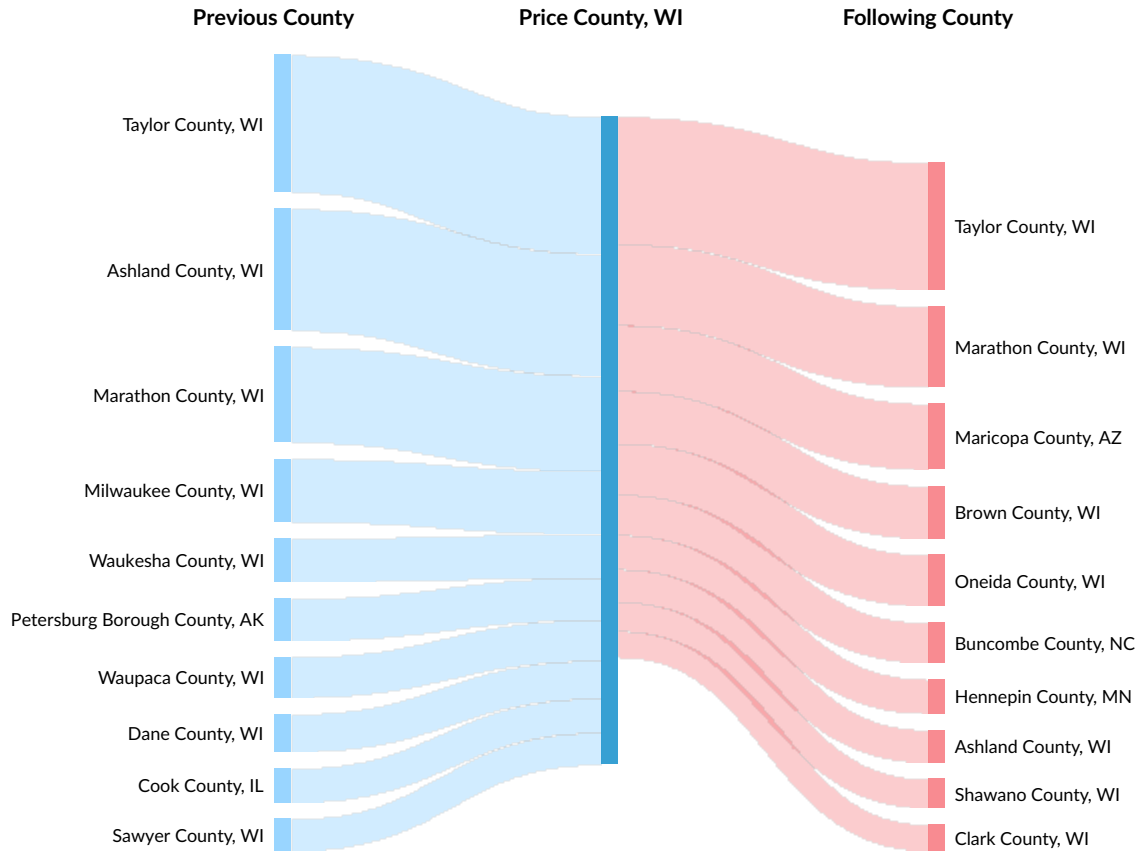 Previous County
Price County, WI
Following County
Taylor County, WI
Ashland County, WI
Marathon County, WI
Milwaukee County, WI
Waukesha County, WI
Petersburg Borough County, AK
Waupaca County, WI
Dane County, WI
Cook County, IL
Sawyer County, WI
Taylor County, WI
Marathon County, WI
Maricopa County, AZ
Brown County, WI
Oneida County, WI
Buncombe County, NC
Hennepin County, MN
Ashland County, WI
Shawano County, WI
Clark County, WI